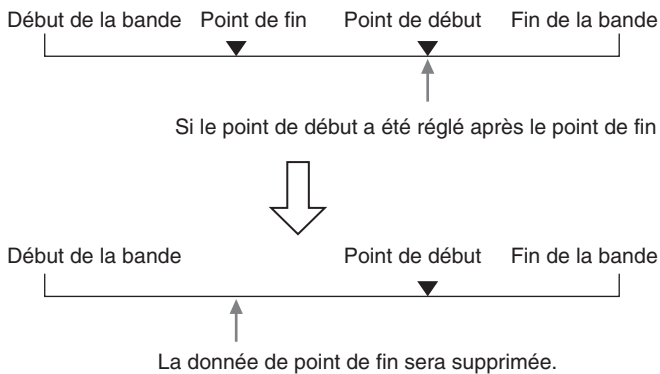 Début de la bande Point de fin Point de début Fin de la bande
Si le point de début a été réglé après le point de fin
Début de la bande Point de début Fin de la bande
La donnée de point de fin sera supprimée.